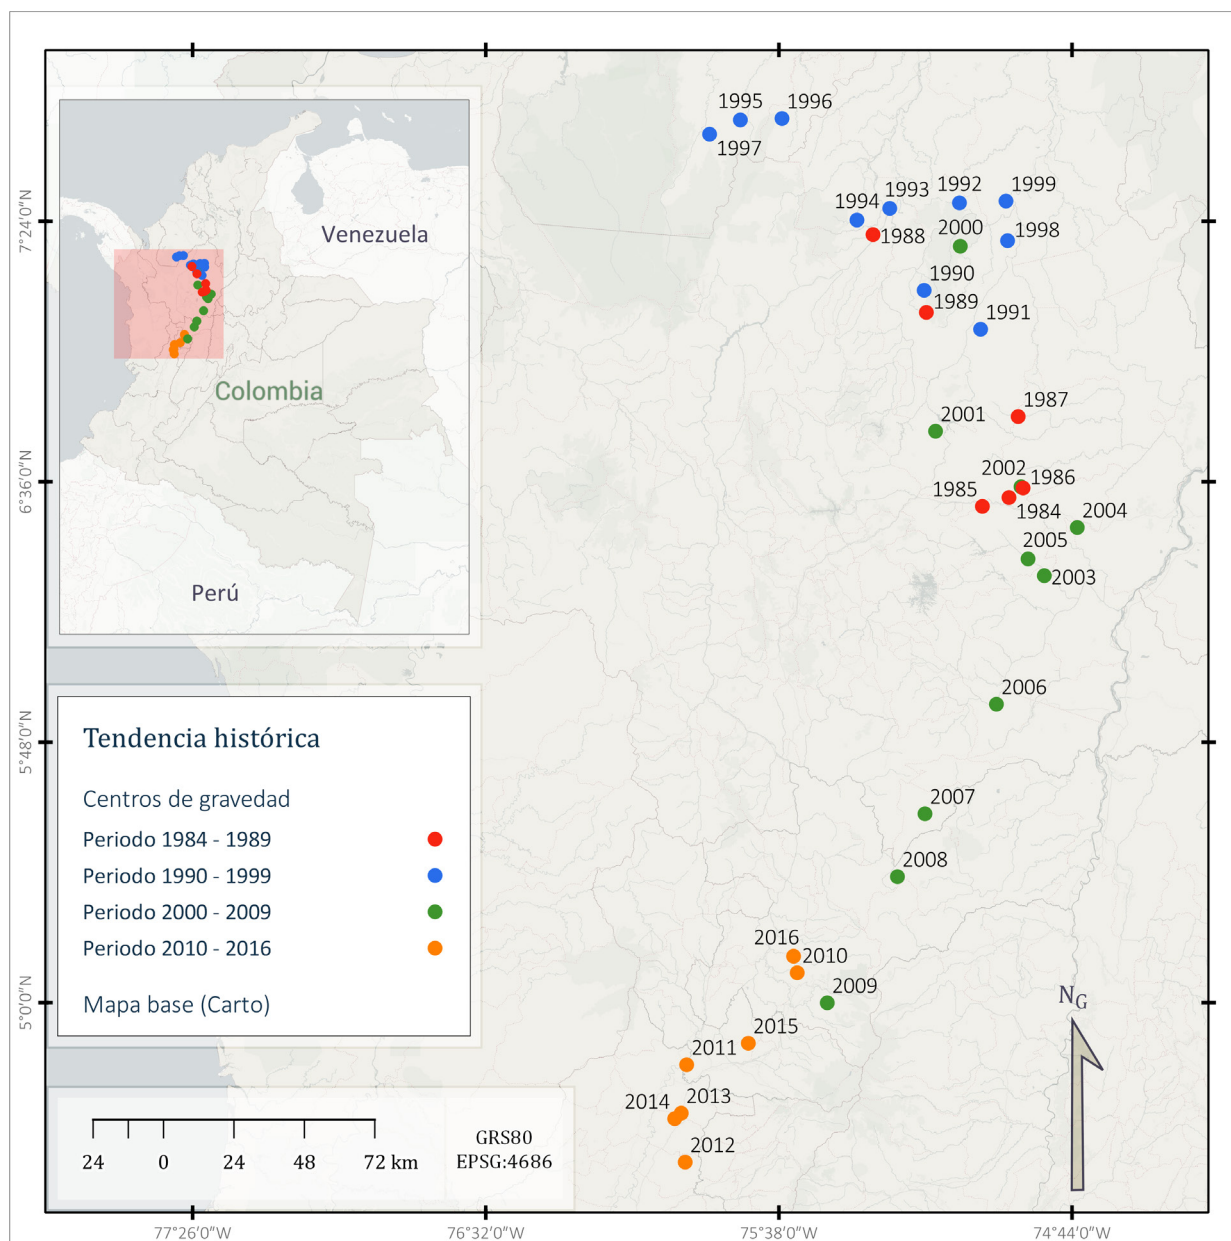 1995
1996
1997
1994
1993
1992
1999
1988
2000
1998
1990
1989
1991
1987
2001
2002
1986
1985
1984
2004
2005
2003
2006
2007
2008
2016
2010
2009
2015
2011
2014
2013
2012
Venezuela
Colombia
Perú
Tendencia histórica
Centros de gravedad
Periodo 1984 - 1989
Periodo 1990 - 1999
Periodo 2000 - 2009
Periodo 2010 - 2016
Mapa base (Carto)
24 0 24 48 72 km
GRS80
EPSG:4686
NG
7°24'0"N
6°36'0"N
5°48'0"N
5°0'0"N
77°26'0"W 76°32'0"W 75°38'0"W 74°44'0"W